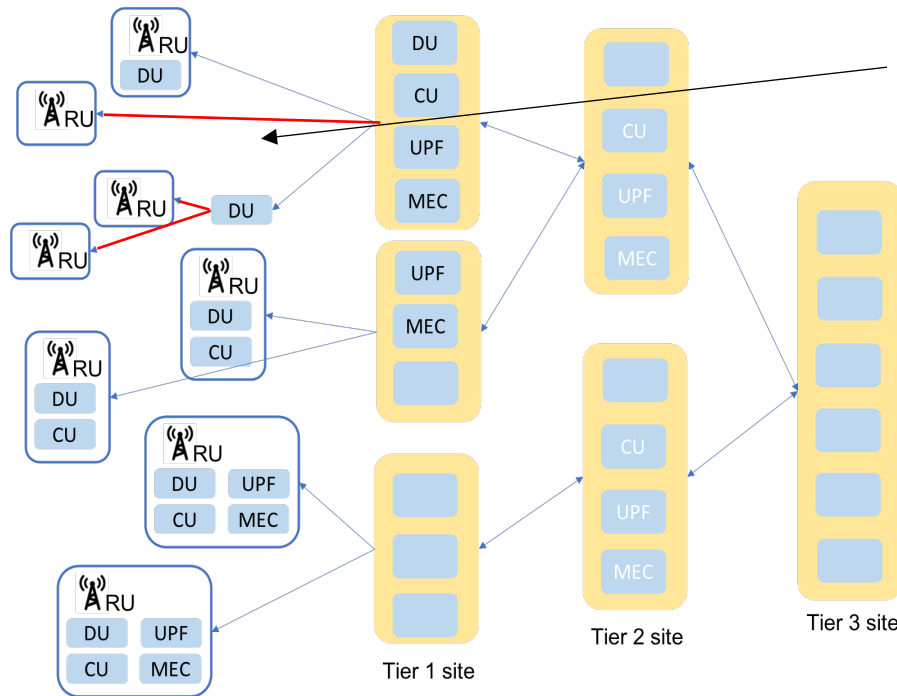 RU
DU
RU
RU
DU
RU
RU
DU
CU
RU
DU
CU
RU
DU UPF
CU MEC
RU
DU UPF
CU MEC
DU
CU
UPF
MEC
UPF
MEC
Tier 1 site
CU
UPF
MEC
CU
UPF
MEC
Tier 2 site
Tier 3 site